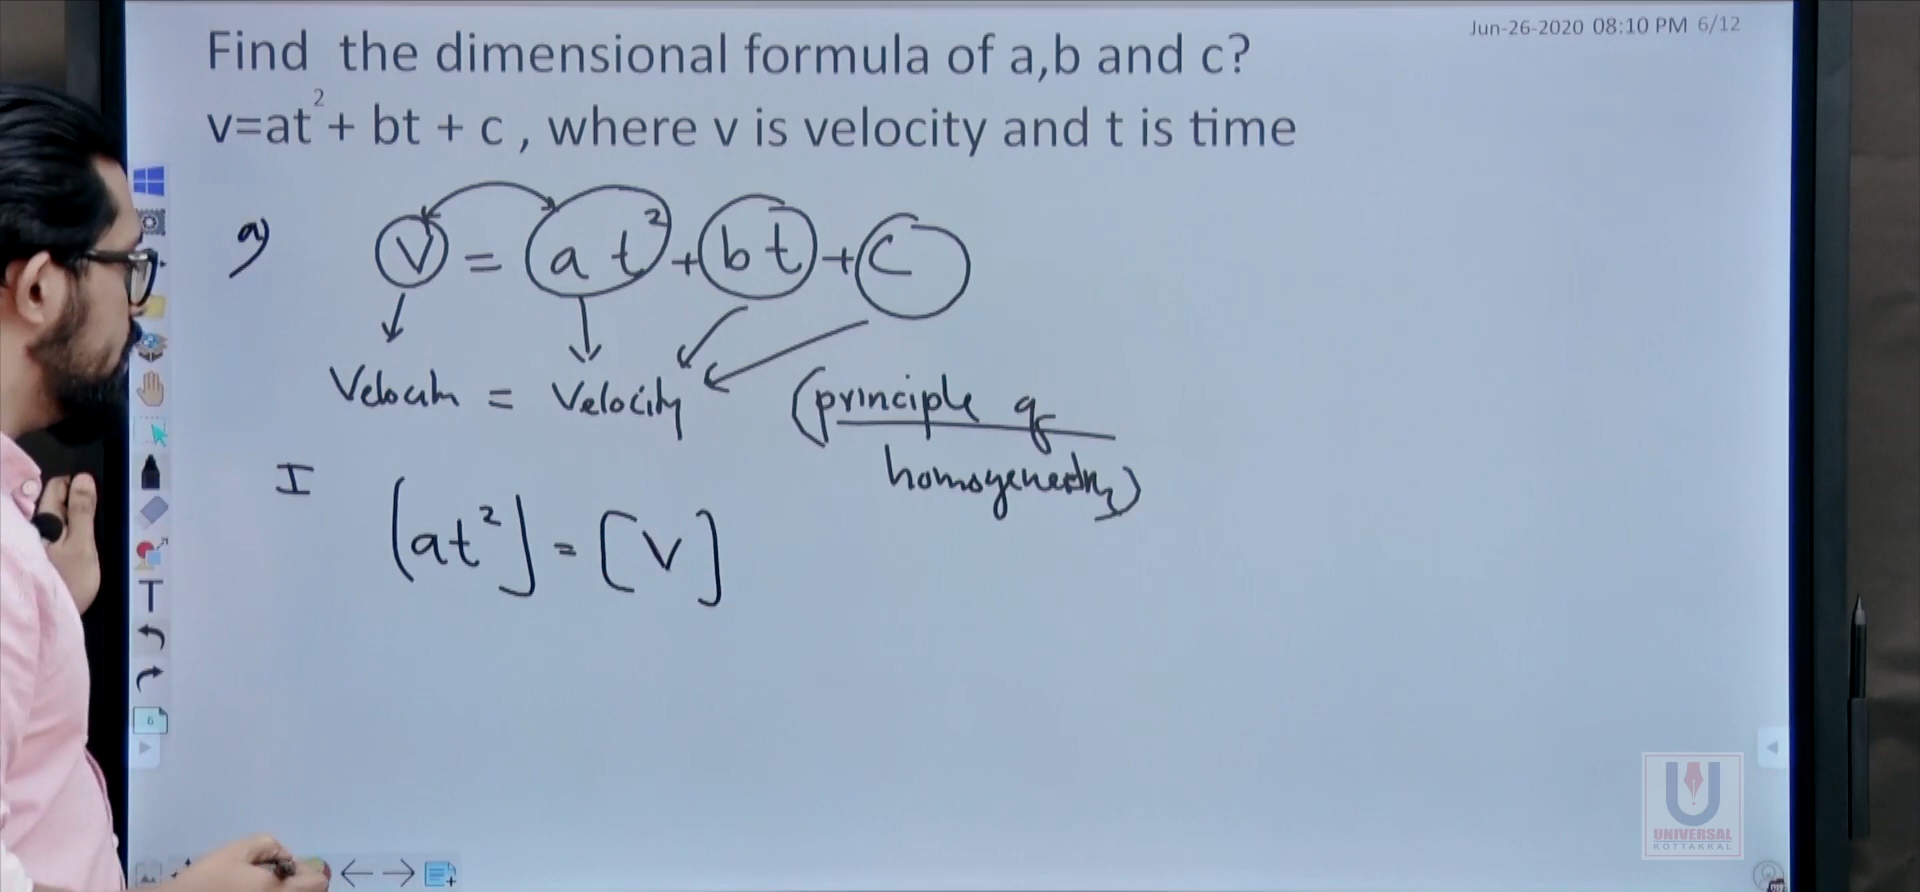 Jun-26-2020 08:10 PM 6/12
Find the dimensional formula of a,b and c?
v=at²+ bt + c , where v is velocity and t is time
a) v = at² + bt + c
Velocity = Velocity (principle of
homogeneity)
I
[at²] = [v]
T
6
U
UNIVERSAL
KOTTAKKAL